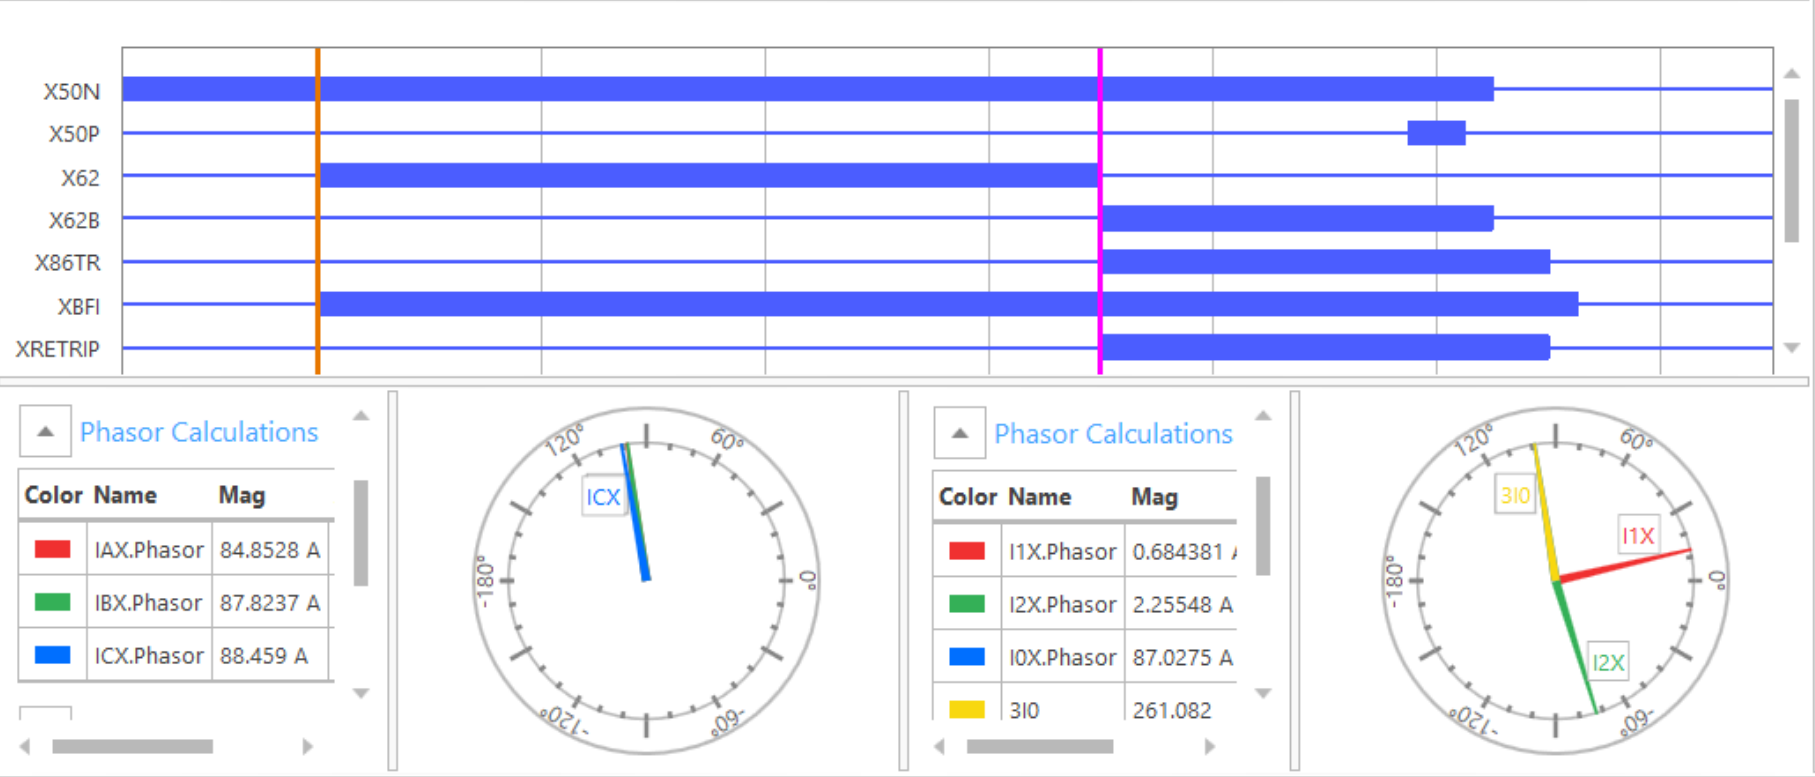 X50N
X50P
X62
X62B
X86TR
XBFI
XRETRIP
Phasor Calculations
Color Name Mag
IAX.Phasor 84.8528 A
IBX.Phasor 87.8237 A
ICX.Phasor 88.459 A
120°
60°
ICX
-180°
0°
-120°
-60°
Phasor Calculations
Color Name Mag
I1X.Phasor 0.684381
I2X.Phasor 2.25548 A
I0X.Phasor 87.0275 A
3I0 261.082
120°
60°
3I0
I1X
-180°
0°
I2X
-120°
-60°